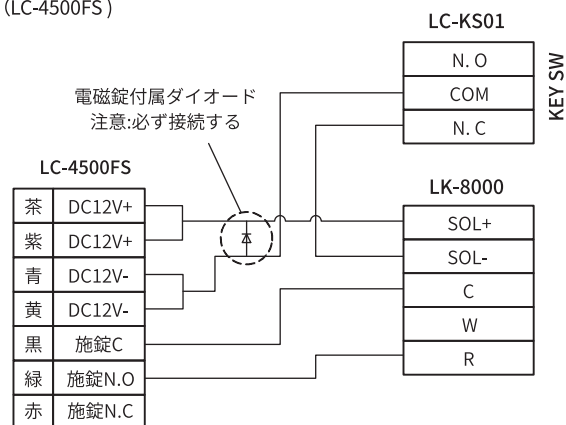 (LC-4500FS )
LC-KS01
N. O
COM
N. C
KEY SW
電磁錠付属ダイオード
注意:必ず接続する
LC-4500FS
茶 DC12V+
紫 DC12V+
青 DC12V-
黄 DC12V-
黒 施錠C
緑 施錠N.O
赤 施錠N.C
LK-8000
SOL+
SOL-
C
W
R